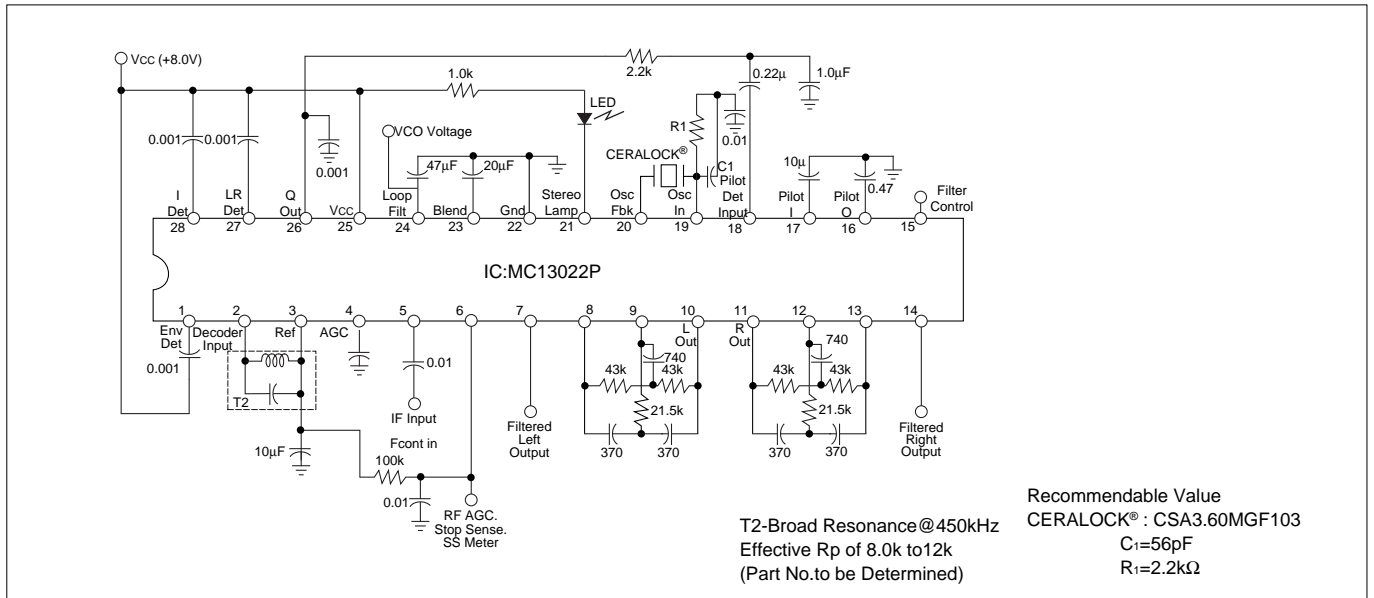 VCC (+8.0V)
2.2k
0.22µ
1.0µF
1.0k
LED
R1
0.01
VCO Voltage
CERALOCK®
C1
0.001
0.001
0.001
47µF
20µF
10µ
0.47
I
Det
28
LR
Det
27
Q
Out
26
VCC
25
Loop
Filt
24
Blend
23
Gnd
22
Stereo
Lamp
21
Osc
Fbk
20
Osc
In
19
Pilot
Det
Input
18
Pilot
I
17
Pilot
O
16
Filter
Control
15
IC:MC13022P
1
Env
Det
2
Decoder
Input
3
Ref
4
AGC
5
6
7
8
9
10
L
Out
11
R
Out
12
13
14
0.001
T2
0.01
IF Input
10µF
Fcont in
100k
0.01
RF AGC.
Stop Sense.
SS Meter
Filtered
Left
Output
740
43k
43k
21.5k
370
370
740
43k
43k
21.5k
370
370
Filtered
Right
Output
T2-Broad Resonance@450kHz
Effective Rp of 8.0k to12k
(Part No.to be Determined)
Recommendable Value
CERALOCK® : CSA3.60MGF103
C1=56pF
R1=2.2kΩ